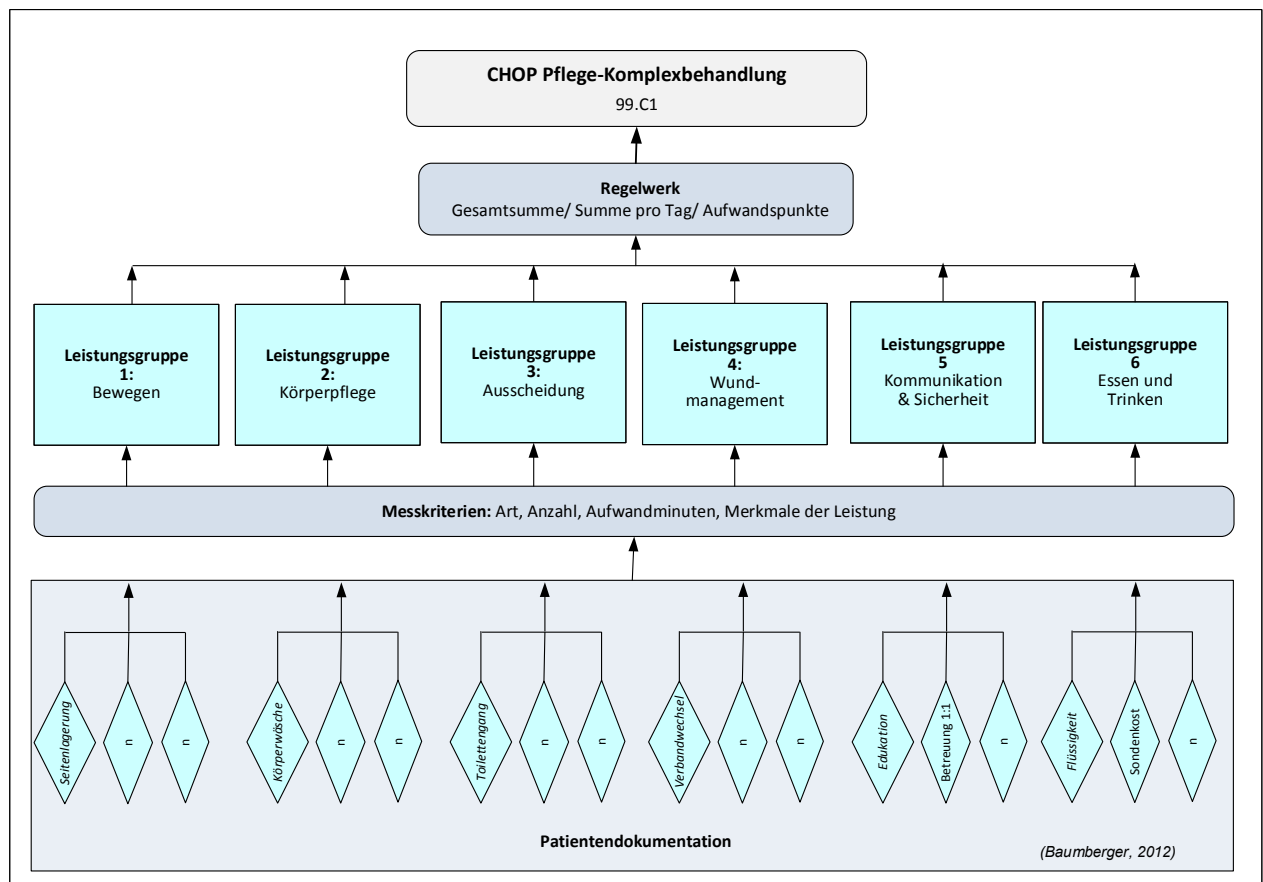 CHOP Pflege-Komplexbehandlung
99.C1
Regelwerk
Gesamtsumme/ Summe pro Tag/ Aufwandspunkte
Leistungsgruppe
1:
Bewegen
Leistungsgruppe
2:
Körperpflege
Leistungsgruppe
3:
Ausscheidung
Leistungsgruppe
4:
Wund-
management
Leistungsgruppe
5
Kommunikation
& Sicherheit
Leistungsgruppe
6
Essen und
Trinken
Messkriterien: Art, Anzahl, Aufwandminuten, Merkmale der Leistung
Seitenlagerung
n
n
Körperwäsche
n
n
Toilettengang
n
n
Verbandwechsel
n
n
Edukation
Betreuung 1:1
n
Flüssigkeit
Sondenkost
n
Patientendokumentation
(Baumberger, 2012)